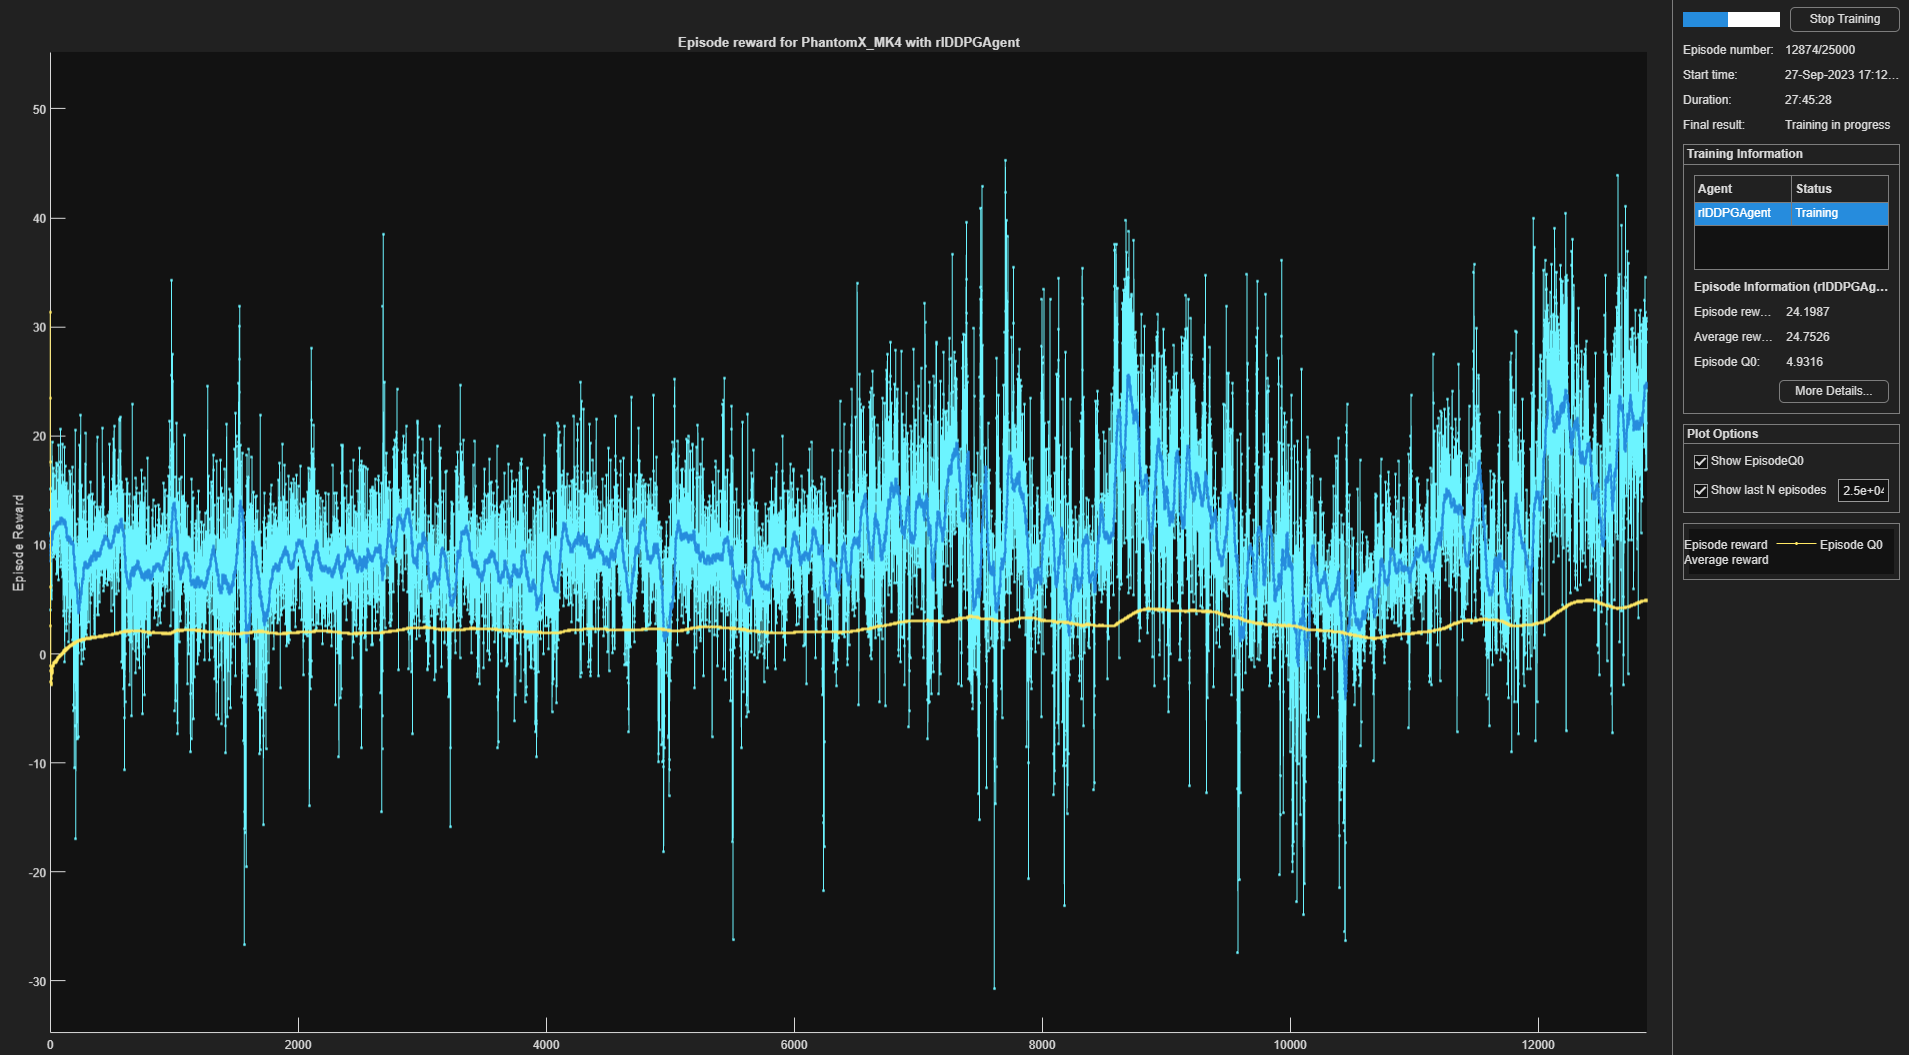 Episode reward for PhantomX_MK4 with rlDDPGAgent
Episode Reward
50
40
30
20
10
0
-10
-20
-30
0
2000
4000
6000
8000
10000
12000
Stop Training
Episode number: 12874/25000
Start time: 27-Sep-2023 17:12...
Duration: 27:45:28
Final result: Training in progress
Training Information
Agent Status
rlDDPGAgent Training
Episode Information (rlDDPGAg...
Episode rew... 24.1987
Average rew... 24.7526
Episode Q0: 4.9316
More Details...
Plot Options
Show EpisodeQ0
Show last N episodes 2.5e+04
Episode reward Episode Q0
Average reward